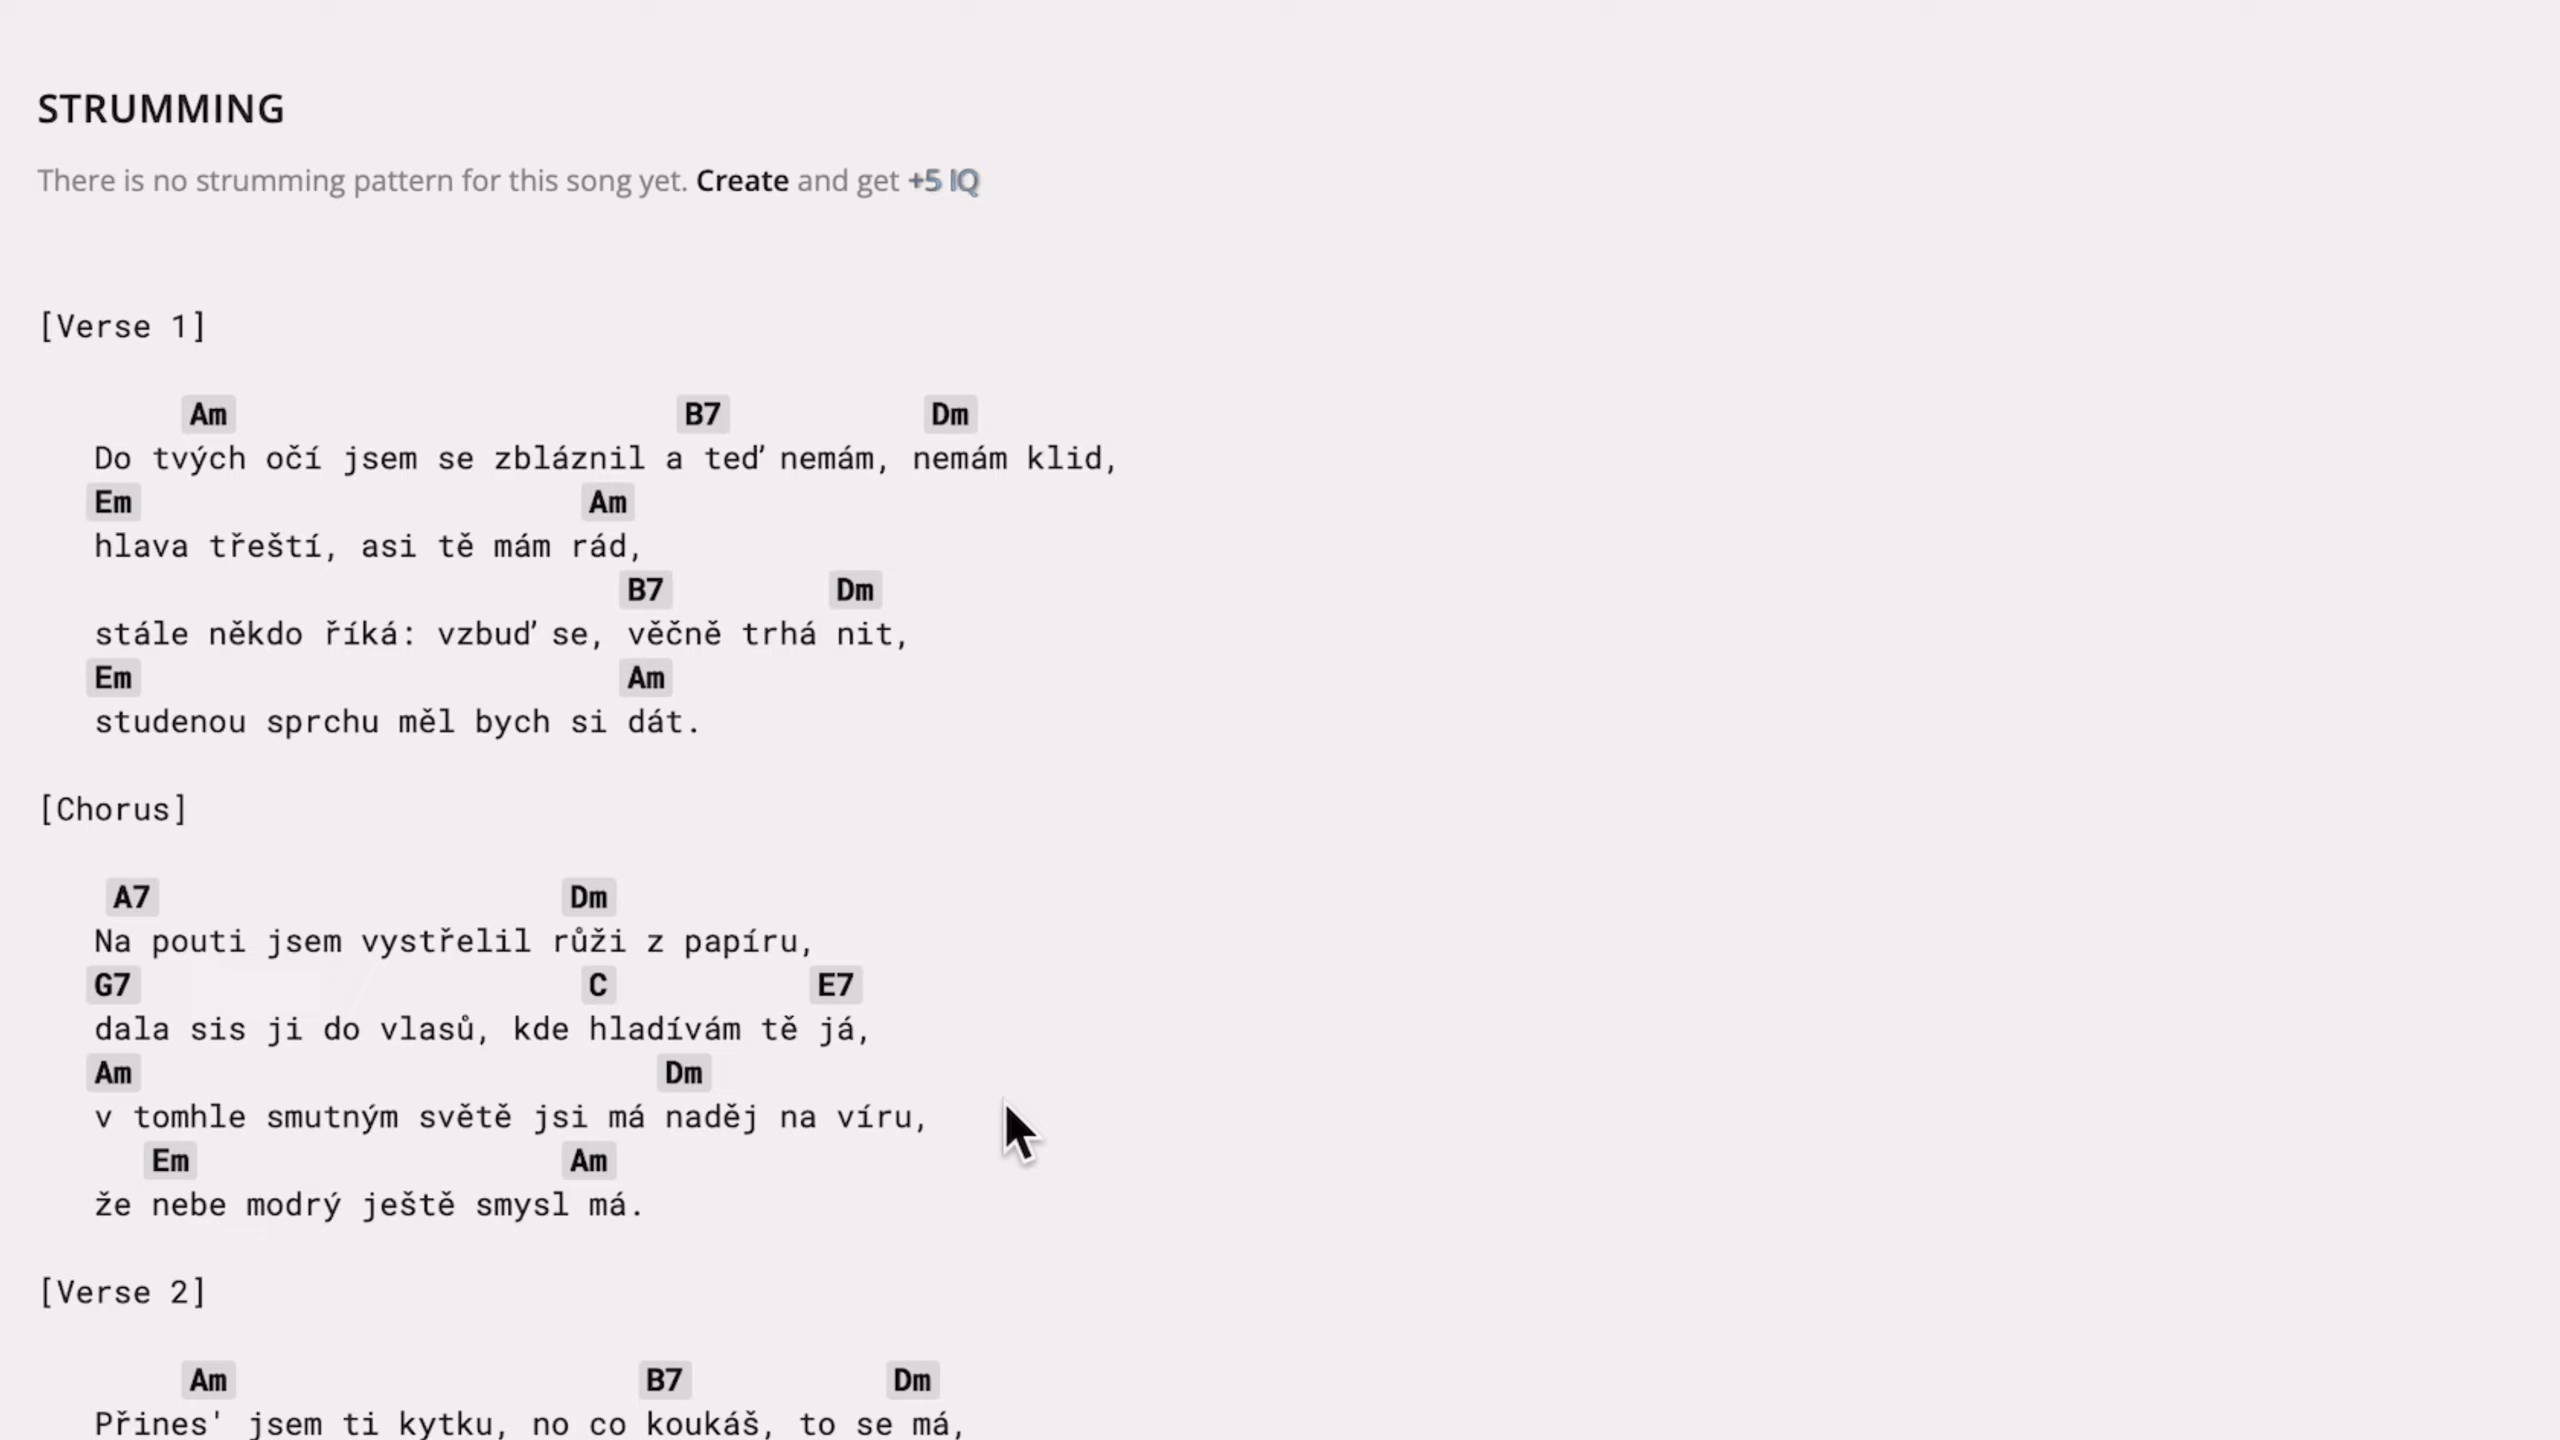 STRUMMING
There is no strumming pattern for this song yet. Create and get +5 IQ
[Verse 1]
Am B7 Dm
Do tvých očí jsem se zbláznil a teď nemám, nemám klid,
Em Am
hlava třeští, asi tě mám rád,
B7 Dm
stále někdo říká: vzbuď se, věčně trhá nit,
Em Am
studenou sprchu měl bych si dát.
[Chorus]
A7 Dm
Na pouti jsem vystřelil růži z papíru,
G7 C E7
dala sis ji do vlasů, kde hladívám tě já,
Am Dm
v tomhle smutným světě jsi má naděj na víru,
Em Am
že nebe modrý ještě smysl má.
[Verse 2]
Am B7 Dm
Přines' jsem ti kytku, no co koukáš, to se má,